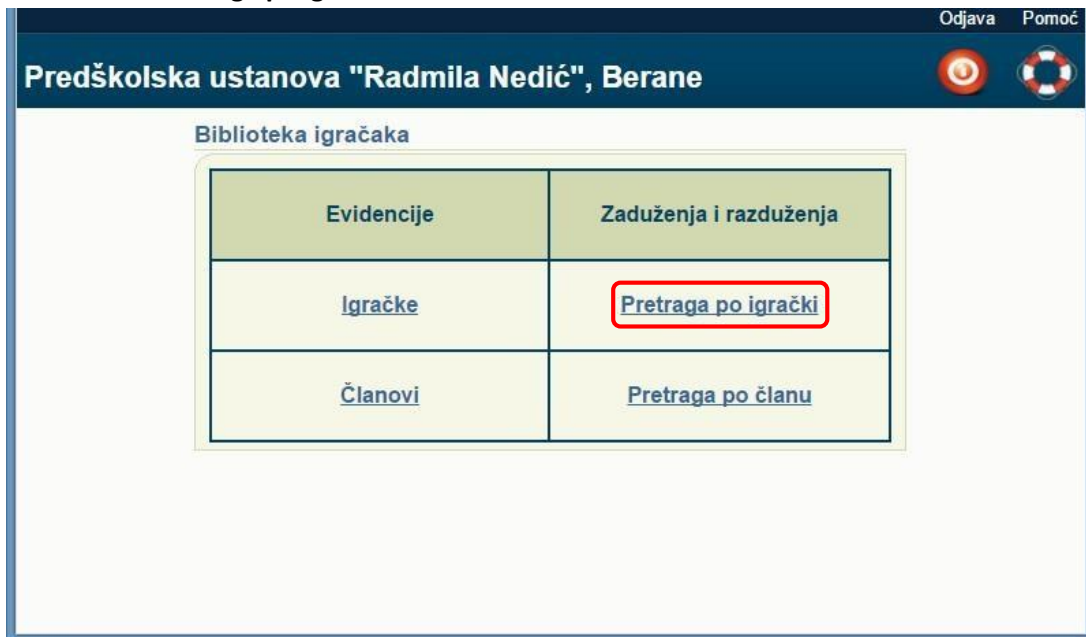 Odjava Pomoć
Predškolska ustanova "Radmila Nedić", Berane
Biblioteka igračaka
Evidencije Zaduženja i razduženja
Igračke Pretraga po igrački
Članovi Pretraga po članu